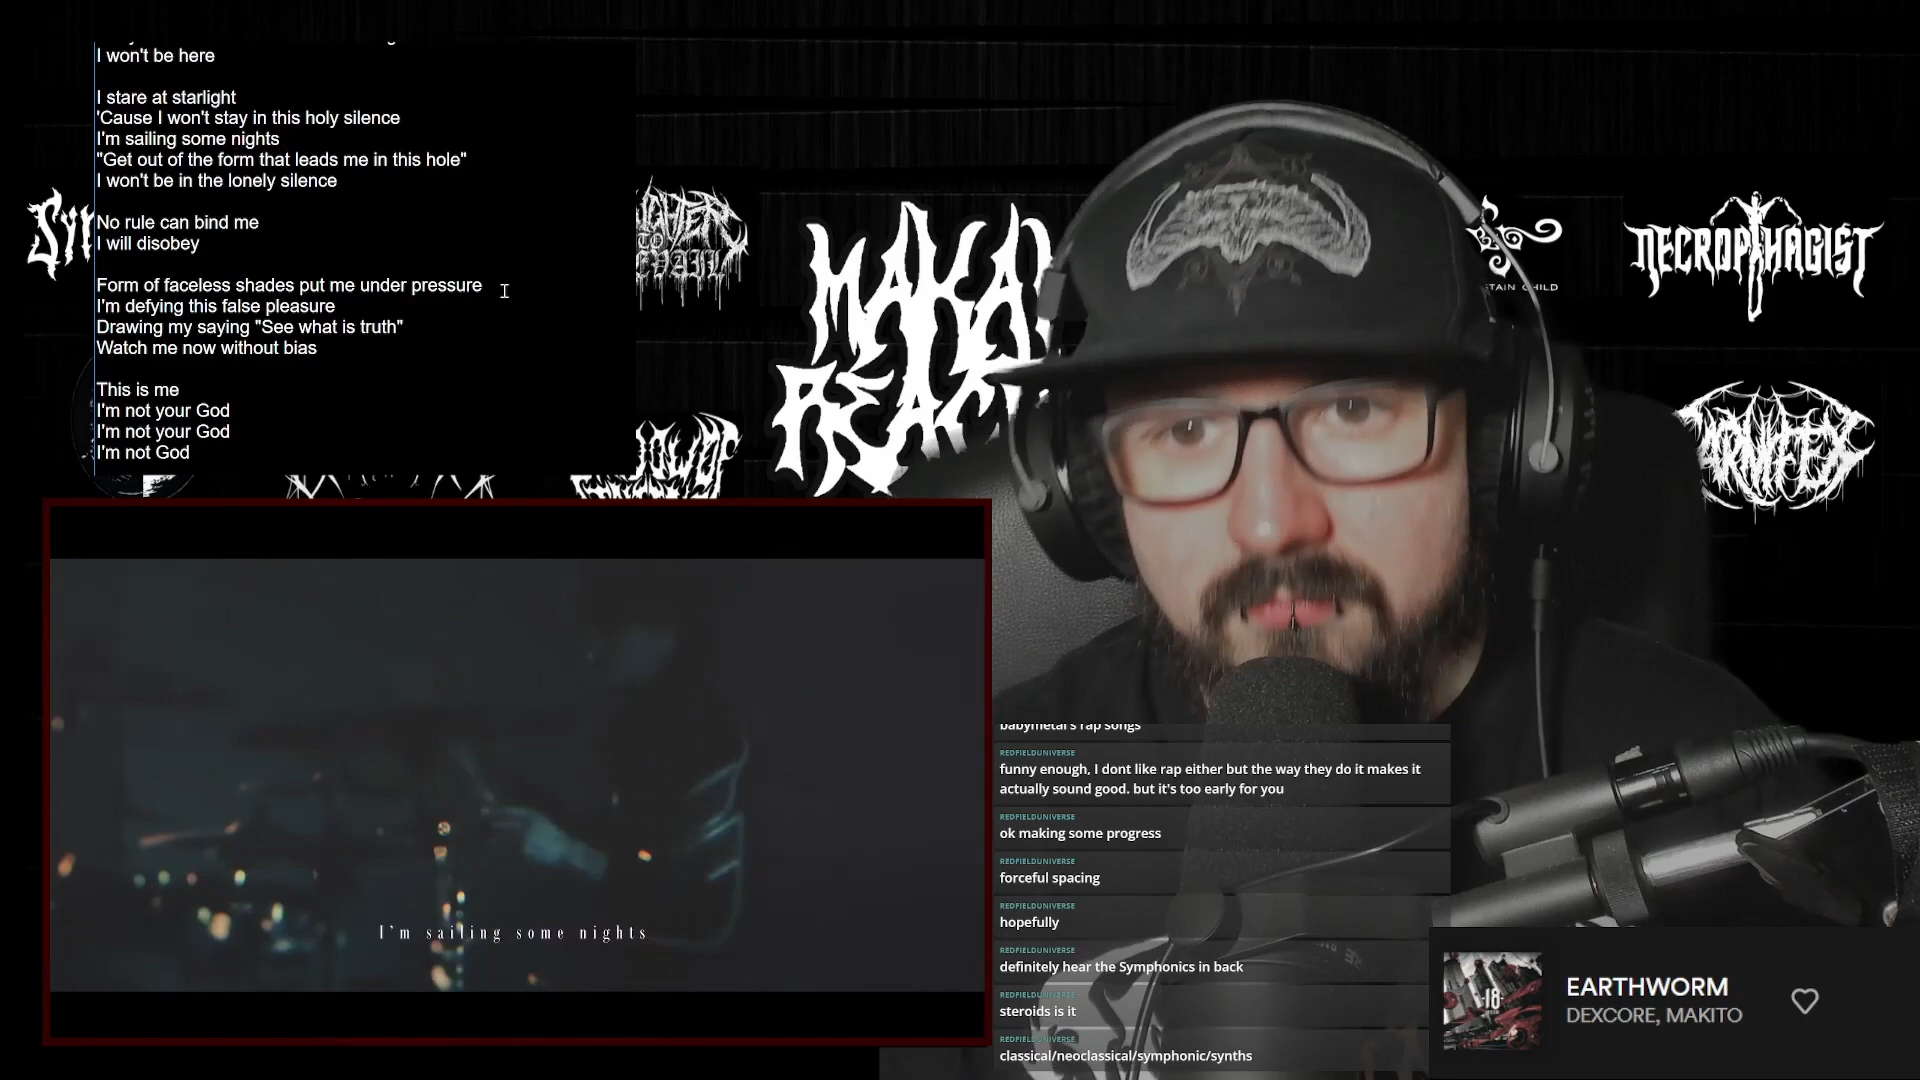 I won't be here
I stare at starlight
'Cause I won't stay in this holy silence
I'm sailing some nights
"Get out of the form that leads me in this hole"
I won't be in the lonely silence
No rule can bind me
I will disobey
Form of faceless shades put me under pressure
I'm defying this false pleasure
Drawing my saying "See what is truth"
Watch me now without bias
This is me
I'm not your God
I'm not your God
I'm not God
TO
NECROPHAGIST
CARNIFEX
I'm sailing some nights
babymetal's rap songs
REDFIELDUNIVERSE
funny enough, I dont like rap either but the way they do it makes it
actually sound good. but it's too early for you
REDFIELDUNIVERSE
ok making some progress
REDFIELDUNIVERSE
forceful spacing
REDFIELDUNIVERSE
hopefully
REDFIELDUNIVERSE
definitely hear the Symphonics in back
REDFIELDUNIVERSE
steroids is it
REDFIELDUNIVERSE
classical/neoclassical/symphonic/synths
-18-
EARTHWORM
DEXCORE, MAKITO